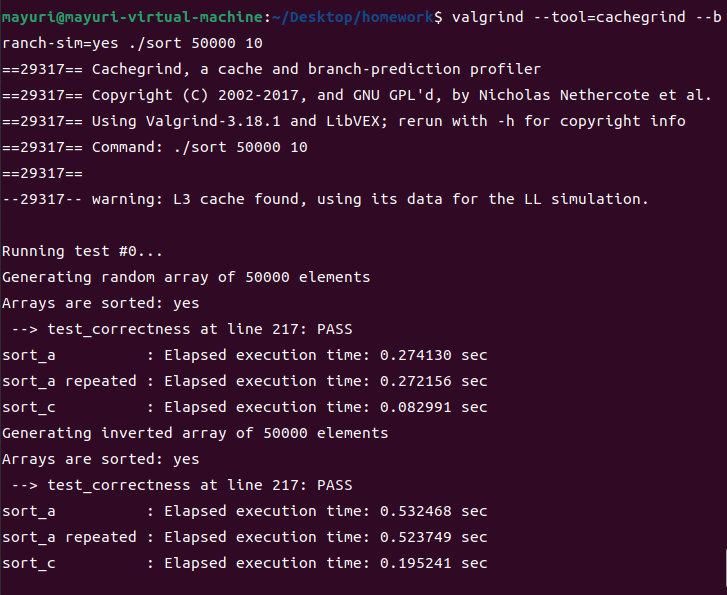 mayuri@mayuri-virtual-machine:~/Desktop/homework$ valgrind --tool=cachegrind --b
ranch-sim=yes ./sort 50000 10
==29317== Cachegrind, a cache and branch-prediction profiler
==29317== Copyright (C) 2002-2017, and GNU GPL'd, by Nicholas Nethercote et al.
==29317== Using Valgrind-3.18.1 and LibVEX; rerun with -h for copyright info
==29317== Command: ./sort 50000 10
==29317==
--29317-- warning: L3 cache found, using its data for the LL simulation.

Running test #0...
Generating random array of 50000 elements
Arrays are sorted: yes
 --> test_correctness at line 217: PASS
sort_a          : Elapsed execution time: 0.274130 sec
sort_a repeated : Elapsed execution time: 0.272156 sec
sort_c          : Elapsed execution time: 0.082991 sec
Generating inverted array of 50000 elements
Arrays are sorted: yes
 --> test_correctness at line 217: PASS
sort_a          : Elapsed execution time: 0.532468 sec
sort_a repeated : Elapsed execution time: 0.523749 sec
sort_c          : Elapsed execution time: 0.195241 sec